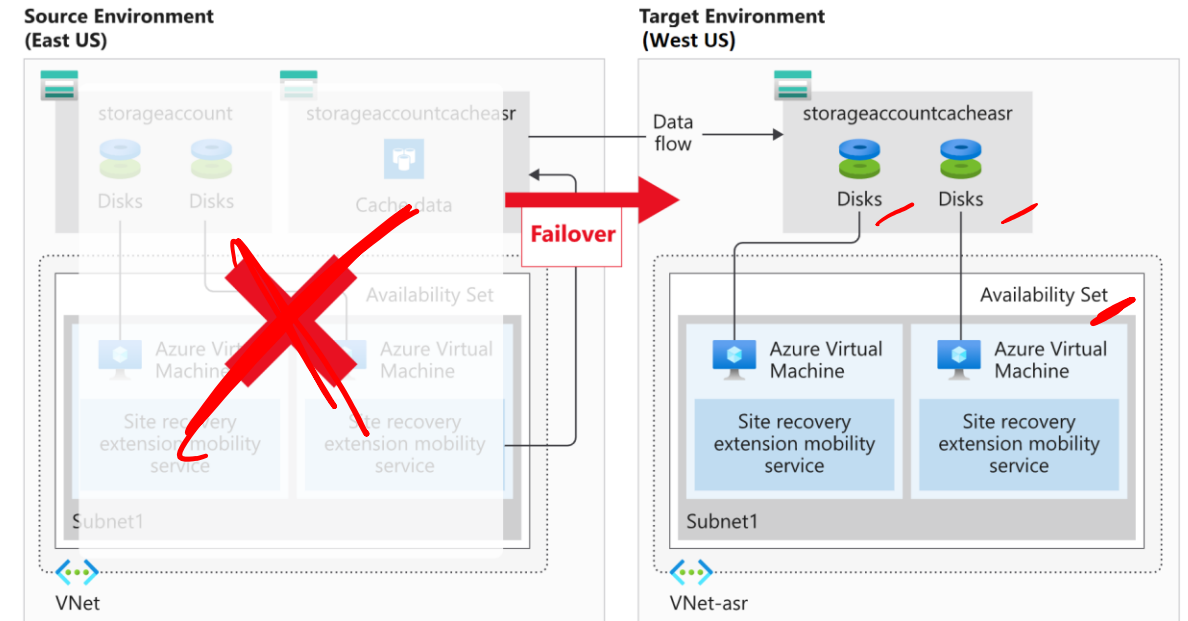 Source Environment
(East US)
storageaccount
storageaccountcacheasr
Disks
Disks
Cache data
Availability Set
Azure Virtual
Machine
Azure Virtual
Machine
Site recovery
extension mobility
service
Site recovery
extension mobility
service
Subnet1
VNet
Data
flow
Failover
Target Environment
(West US)
storageaccountcacheasr
Disks
Disks
Availability Set
Azure Virtual
Machine
Azure Virtual
Machine
Site recovery
extension mobility
service
Site recovery
extension mobility
service
Subnet1
VNet-asr